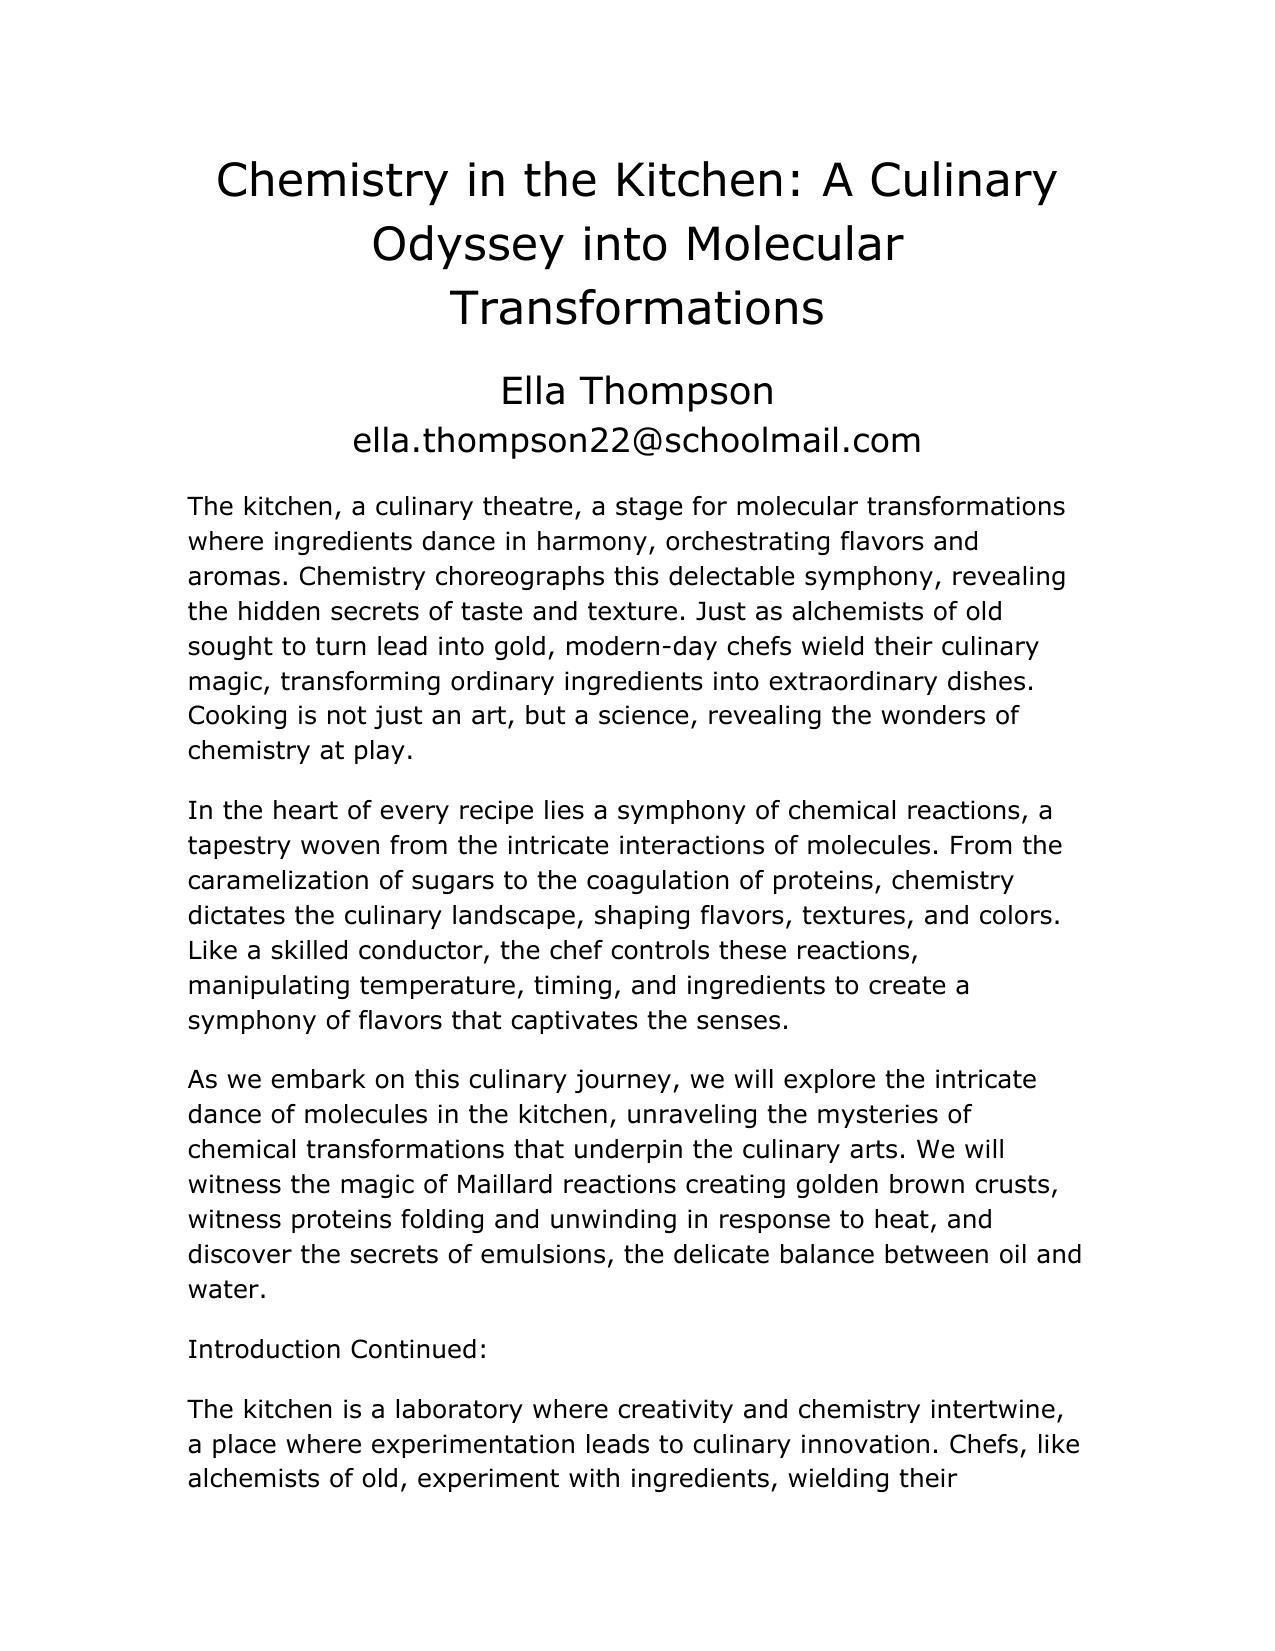 Chemistry in the Kitchen: A Culinary
Odyssey into Molecular
Transformations
Ella Thompson
ella.thompson22@schoolmail.com
The kitchen, a culinary theatre, a stage for molecular transformations
where ingredients dance in harmony, orchestrating flavors and
aromas. Chemistry choreographs this delectable symphony, revealing
the hidden secrets of taste and texture. Just as alchemists of old
sought to turn lead into gold, modern-day chefs wield their culinary
magic, transforming ordinary ingredients into extraordinary dishes.
Cooking is not just an art, but a science, revealing the wonders of
chemistry at play.
In the heart of every recipe lies a symphony of chemical reactions, a
tapestry woven from the intricate interactions of molecules. From the
caramelization of sugars to the coagulation of proteins, chemistry
dictates the culinary landscape, shaping flavors, textures, and colors.
Like a skilled conductor, the chef controls these reactions,
manipulating temperature, timing, and ingredients to create a
symphony of flavors that captivates the senses.
As we embark on this culinary journey, we will explore the intricate
dance of molecules in the kitchen, unraveling the mysteries of
chemical transformations that underpin the culinary arts. We will
witness the magic of Maillard reactions creating golden brown crusts,
witness proteins folding and unwinding in response to heat, and
discover the secrets of emulsions, the delicate balance between oil and
water.
Introduction Continued:
The kitchen is a laboratory where creativity and chemistry intertwine,
a place where experimentation leads to culinary innovation. Chefs, like
alchemists of old, experiment with ingredients, wielding their